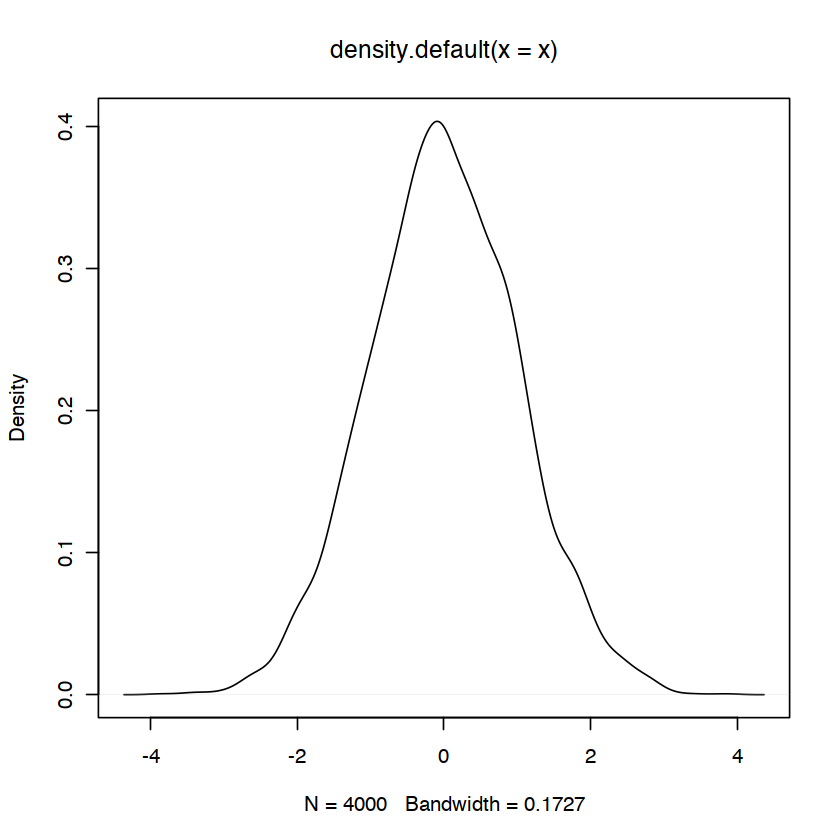 density.default(x = x)
Density
0.4
0.3
0.2
0.1
0.0
-4 -2 0 2 4
N = 4000 Bandwidth = 0.1727